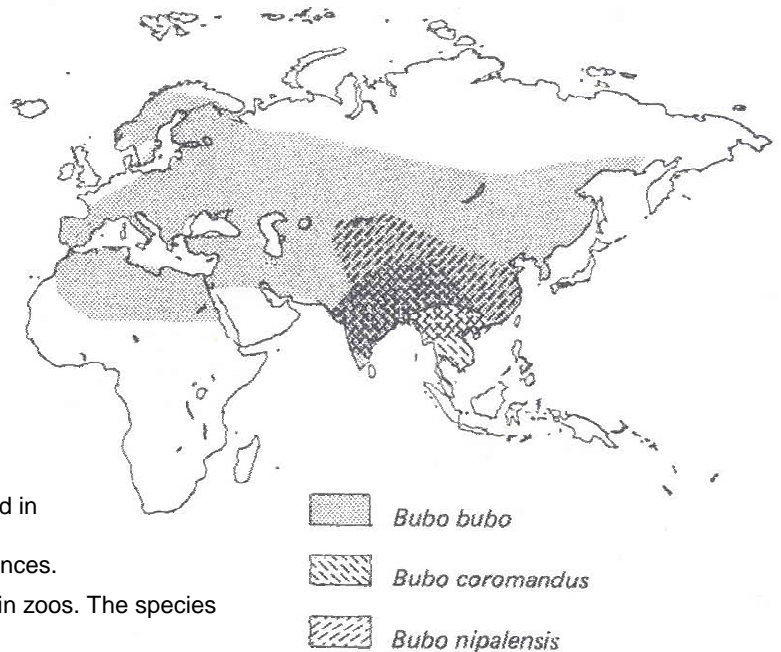 d in
nces.
in zoos. The species
Bubo bubo
Bubo coromandus
Bubo nipalensis